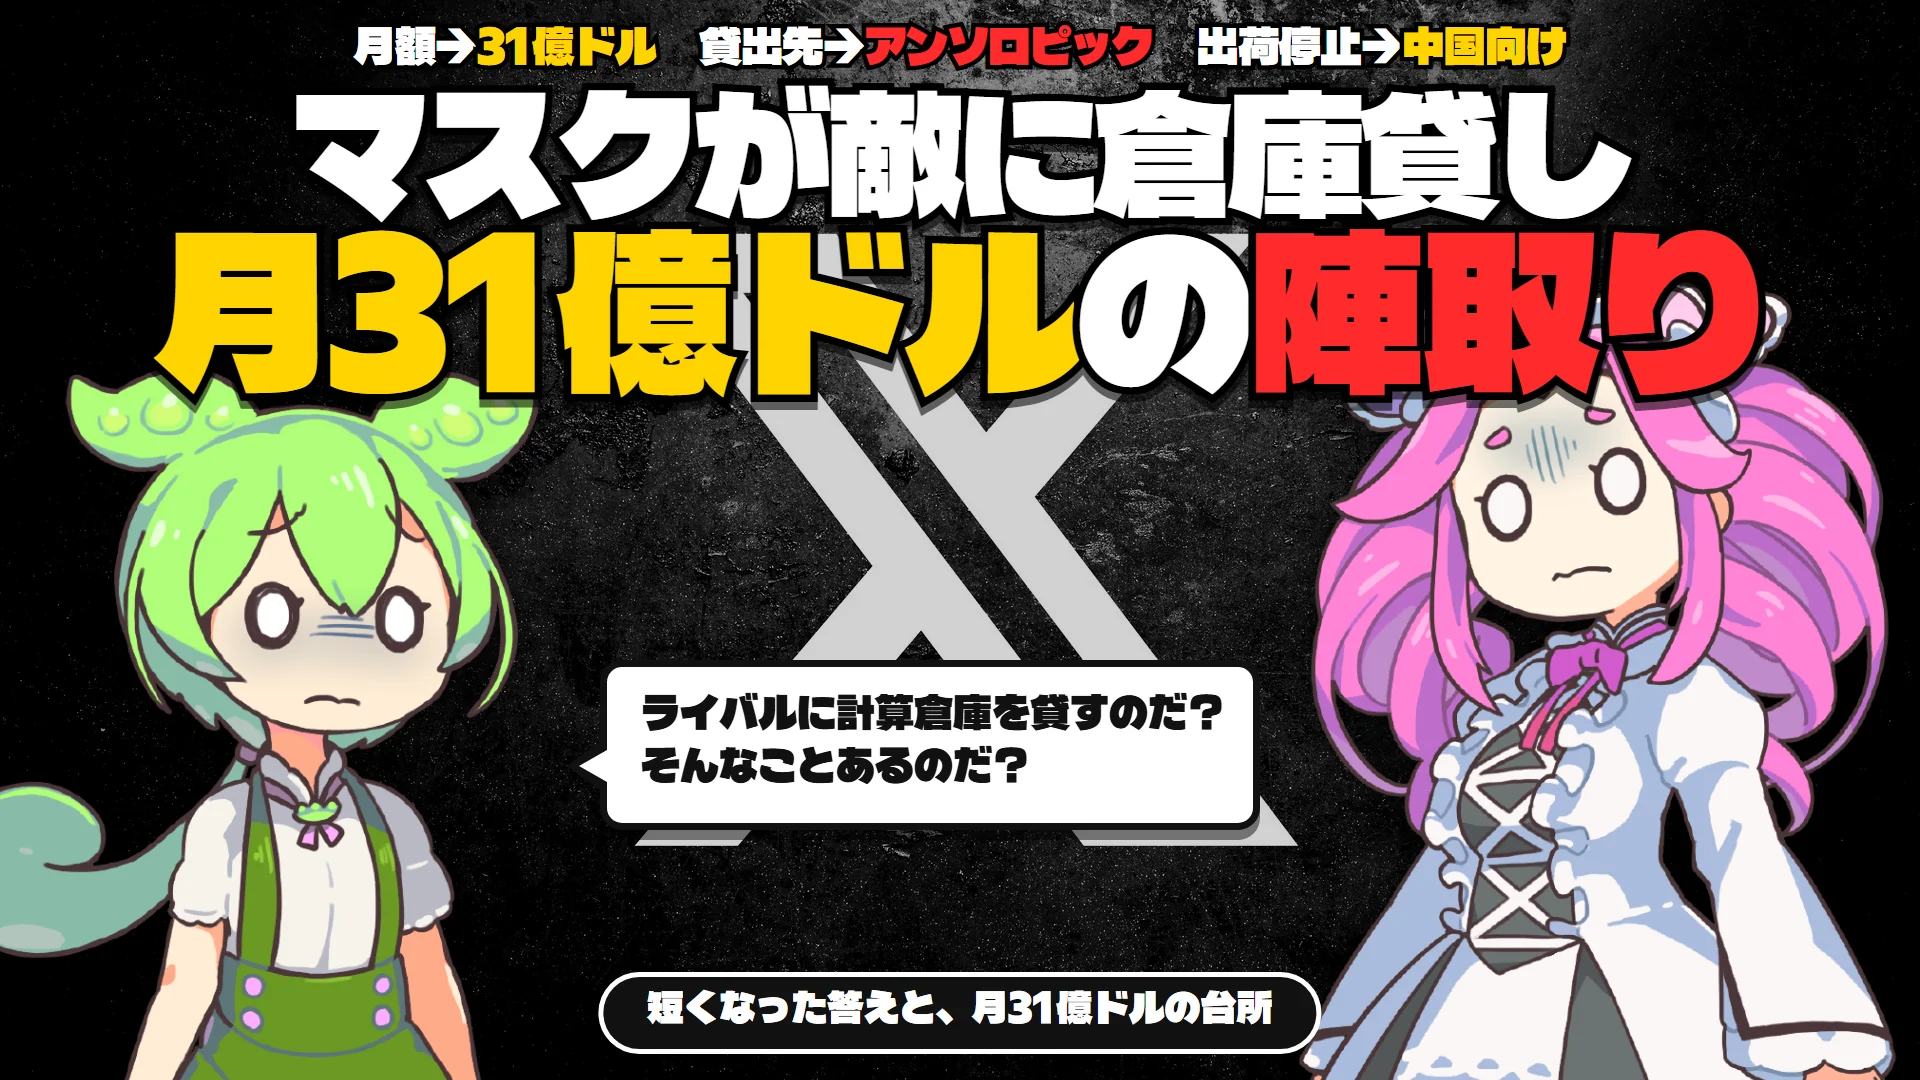 月額→31億ドル 貸出先→アンソロピック 出荷停止→中国向け
マスクが敵に倉庫貸し
月31億ドルの陣取り
ライバルに計算倉庫を貸すのだ？
そんなことあるのだ？
短くなった答えと、月31億ドルの台所